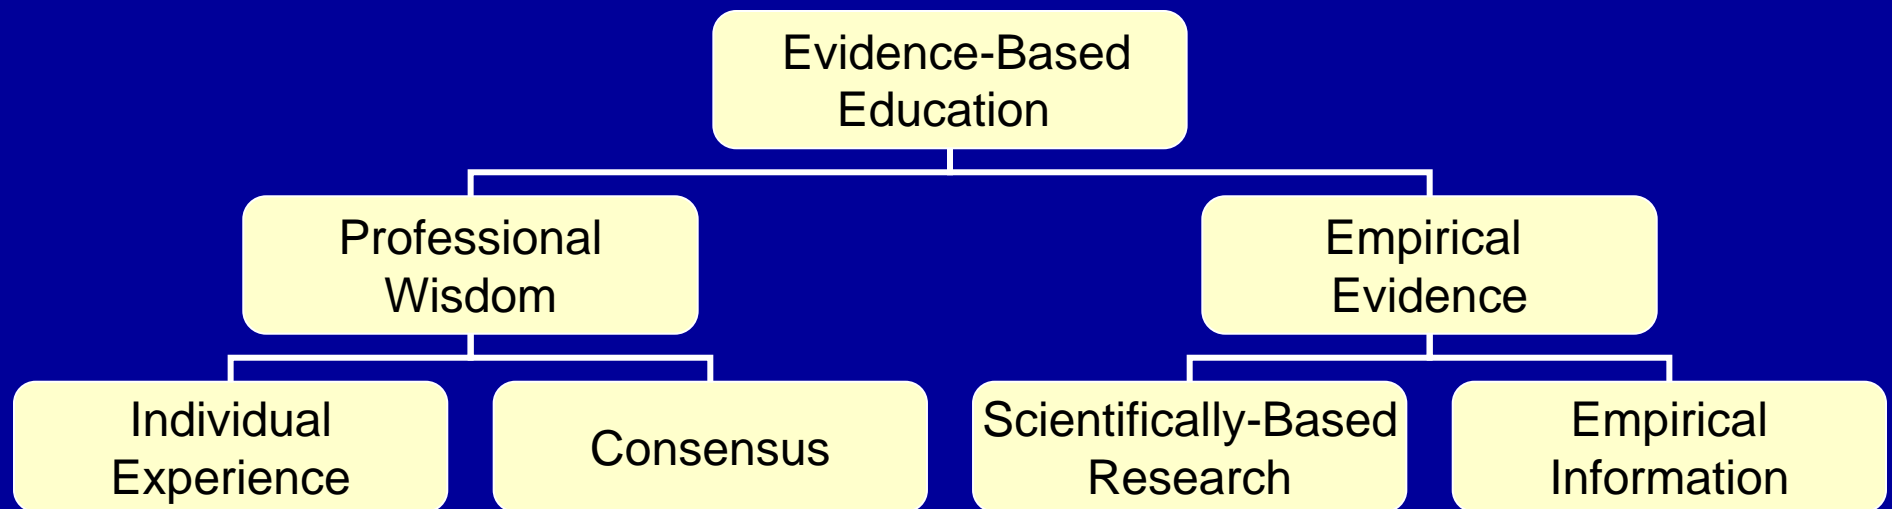 Evidence-Based
Education
Professional
Wisdom
Empirical
Evidence
Individual
Experience
Consensus
Scientifically-Based
Research
Empirical
Information